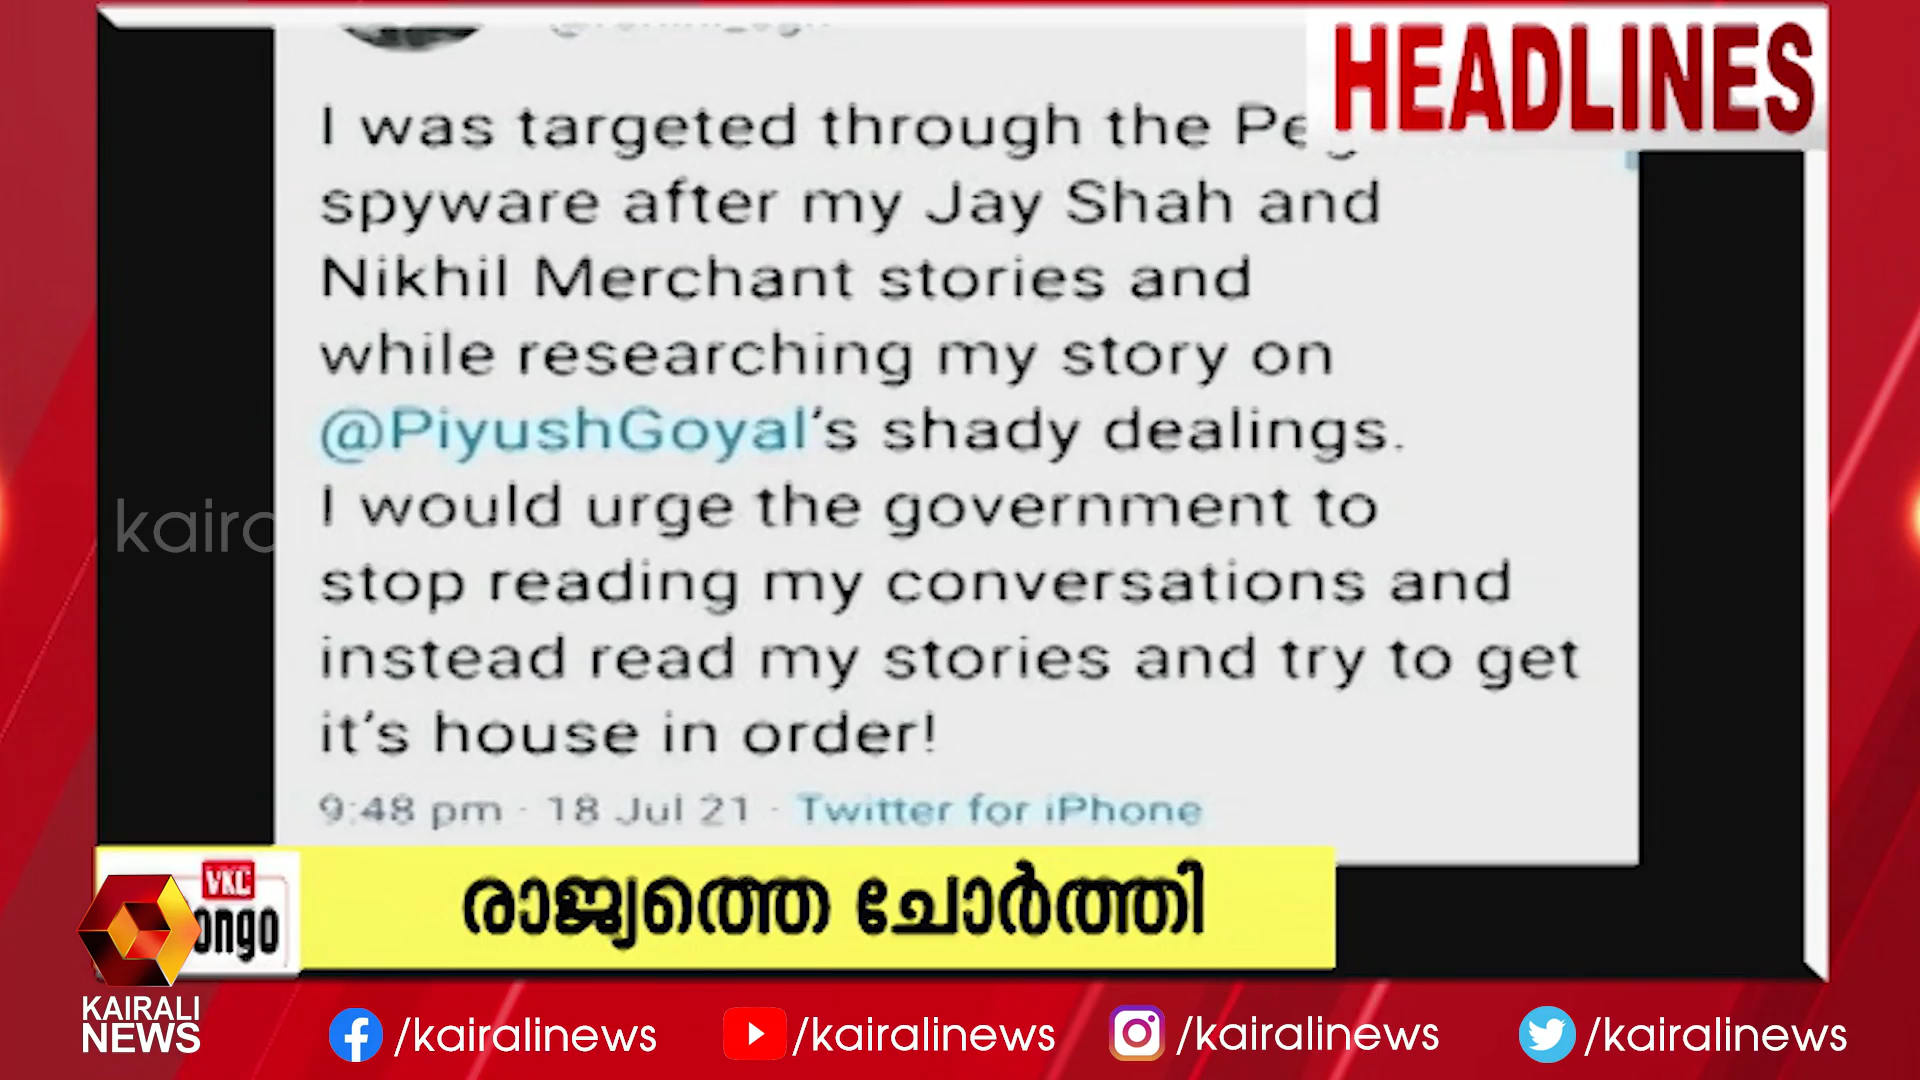 HEADLINES
I was targeted through the
spyware after my Jay Shah and
Nikhil Merchant stories and
while researching my story on
@PiyushGoyal's shady dealings.
I would urge the government to
stop reading my conversations and
instead read my stories and try to get
it's house in order!
9:48 pm · 18 Jul 21 · Twitter for iPhone
VKC
രാജ്യത്തെ ചോർത്തി
KAIRALI
NEWS
/kairalinews
/kairalinews
/kairalinews
/kairalinews